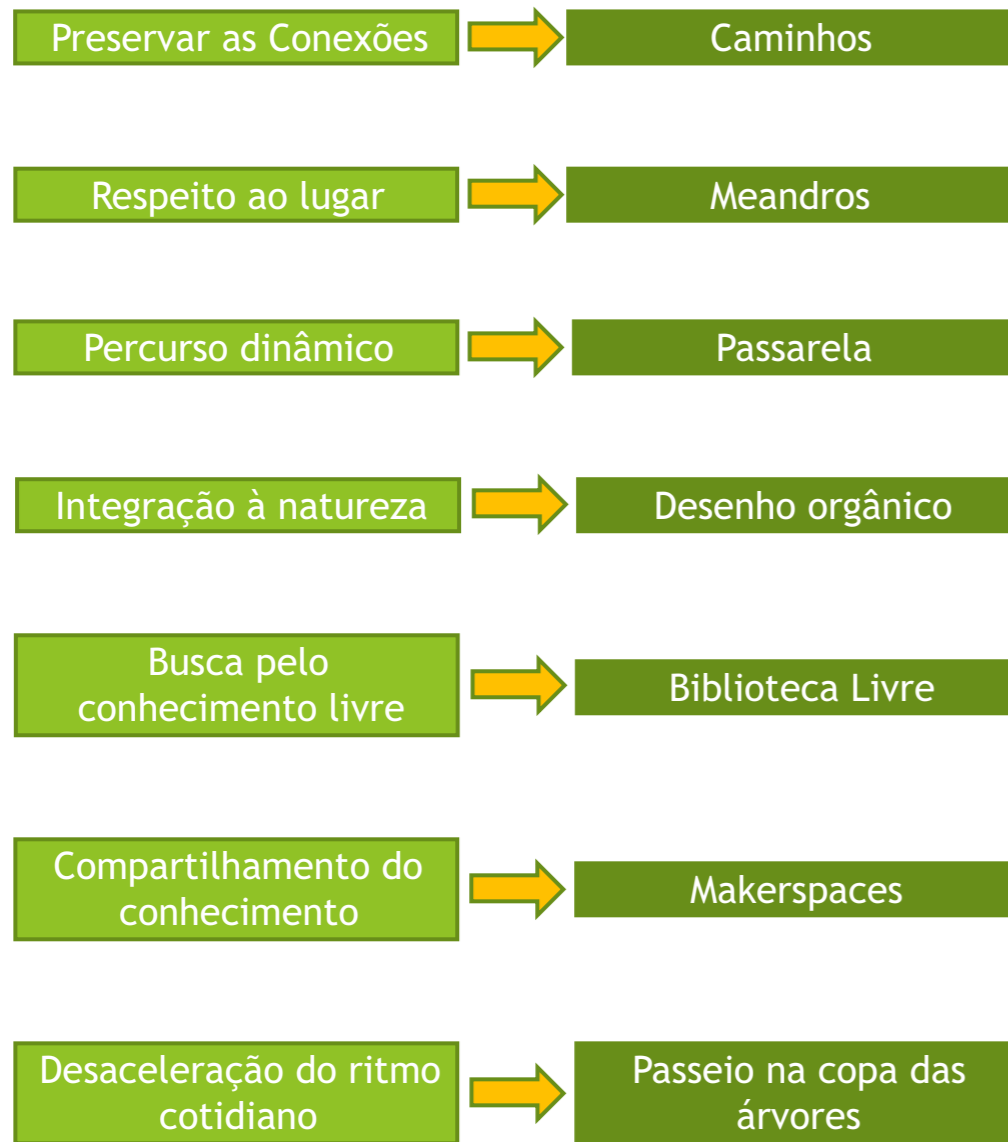 Preservar as Conexões
Caminhos
Respeito ao lugar
Meandros
Percurso dinâmico
Passarela
Integração à natureza
Desenho orgânico
Busca pelo
conhecimento livre
Biblioteca Livre
Compartilhamento do
conhecimento
Makerspaces
Desaceleração do ritmo
cotidiano
Passeio na copa das
árvores